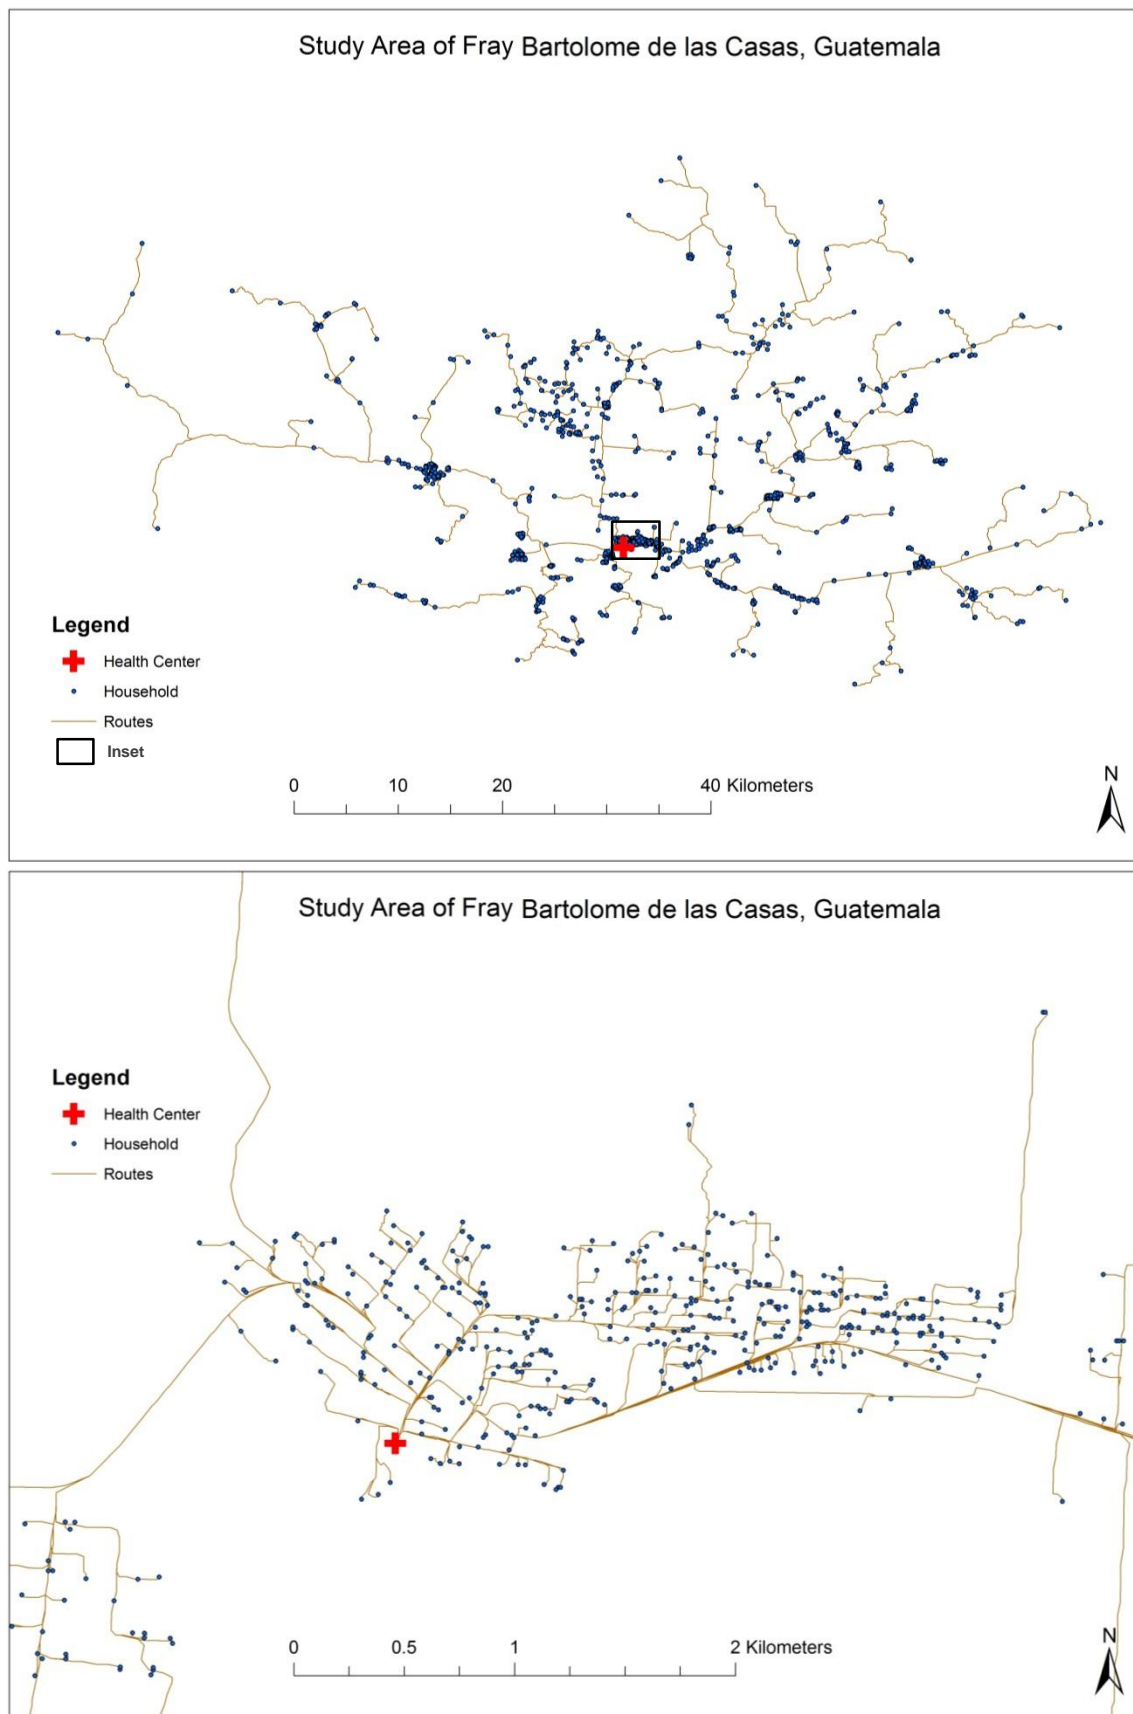 Study Area of Fray Bartolome de las Casas, Guatemala
Legend
Health Center
Household
Routes
Inset
0 10 20 40 Kilometers
N
Study Area of Fray Bartolome de las Casas, Guatemala
Legend
Health Center
Household
Routes
0 0.5 1 2 Kilometers
N